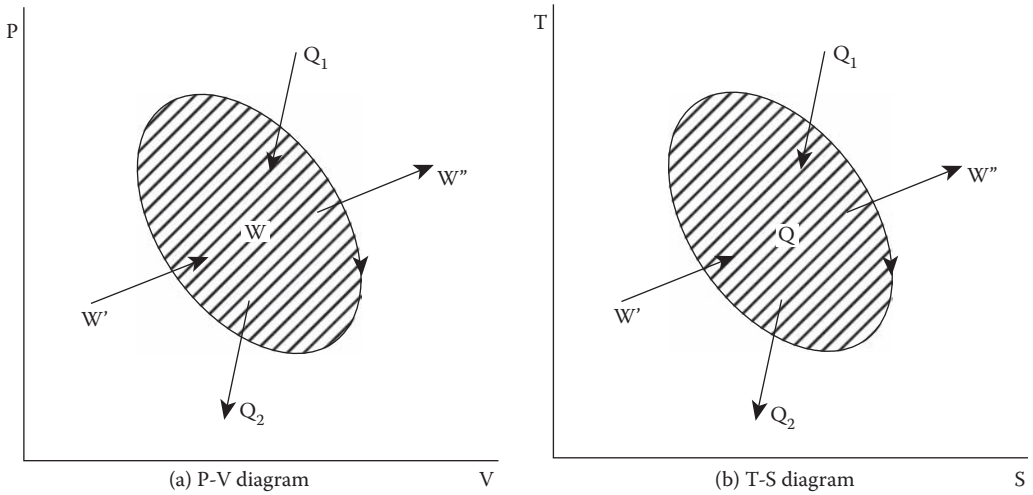 P
Q1
W"
W
W'
Q2
(a) P-V diagram
V
T
Q1
W"
Q
W'
Q2
(b) T-S diagram
S